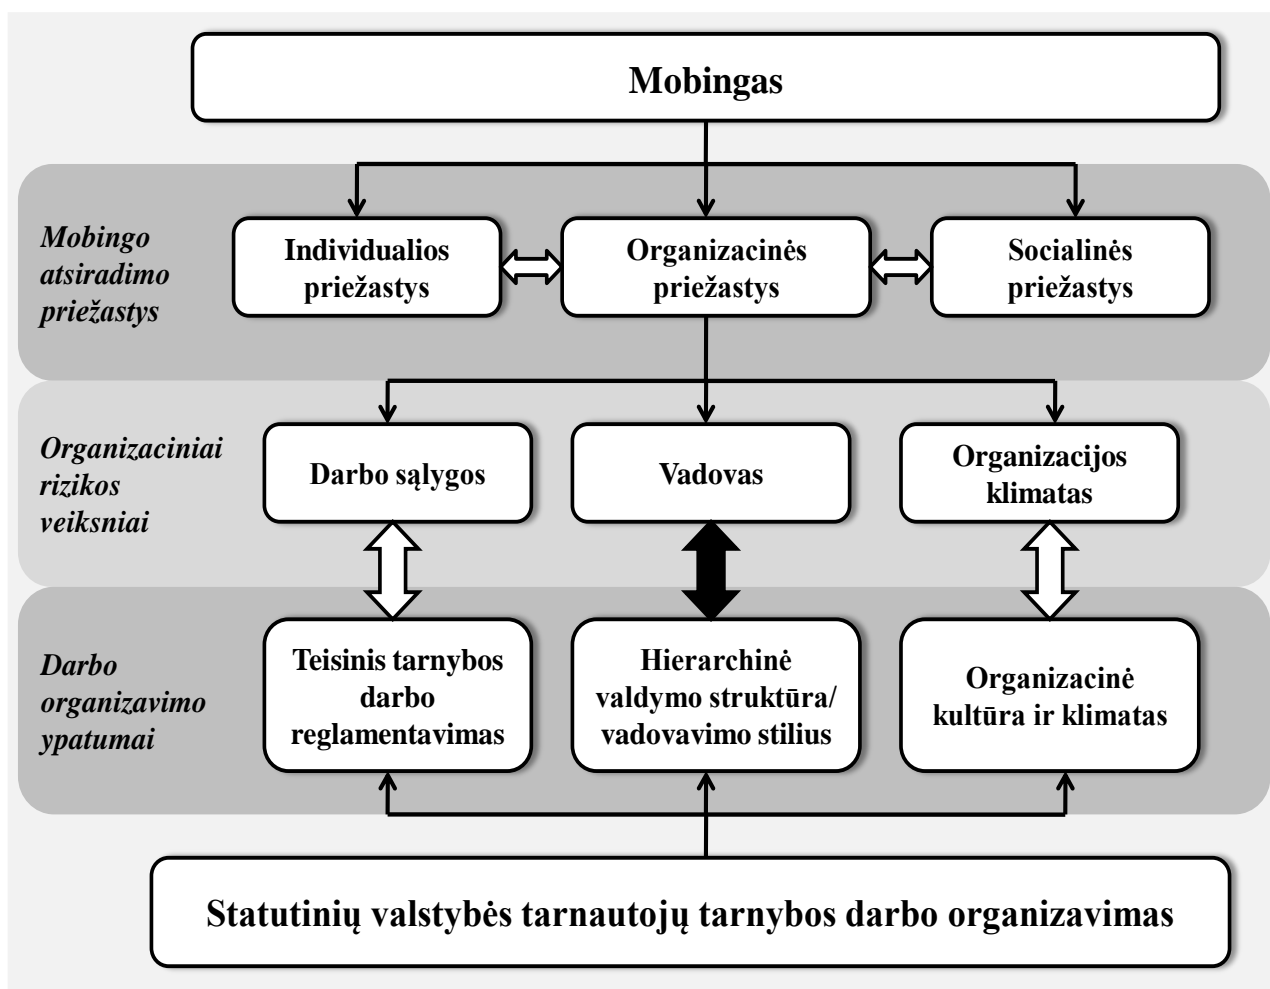 Mobingas
Mobingo
atsiradimo
priežastys
Individualios
priežastys
Organizacinės
priežastys
Socialinės
priežastys
Organizaciniai
rizikos
veiksniai
Darbo sąlygos
Vadovas
Organizacijos
klimatas
Darbo
organizavimo
ypatumai
Teisinis tarnybos
darbo
reglamentavimas
Hierarchinė
valdymo struktūra/
vadovavimo stilius
Organizacinė
kultūra ir klimatas
Statutinių valstybės tarnautojų tarnybos darbo organizavimas